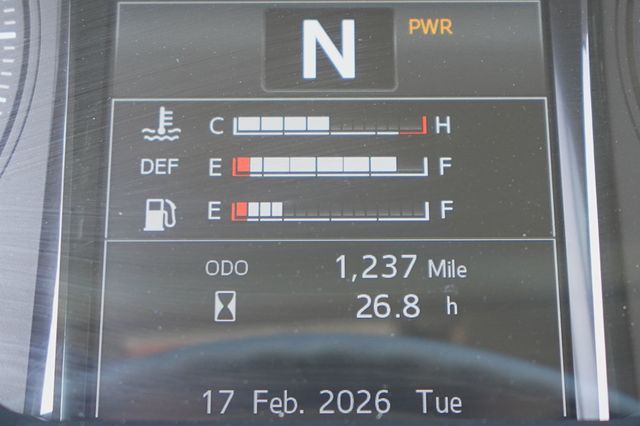 N PWR
C H
DEF E F
E F
ODO 1,237 Mile
26.8 h
17 Feb. 2026 Tue